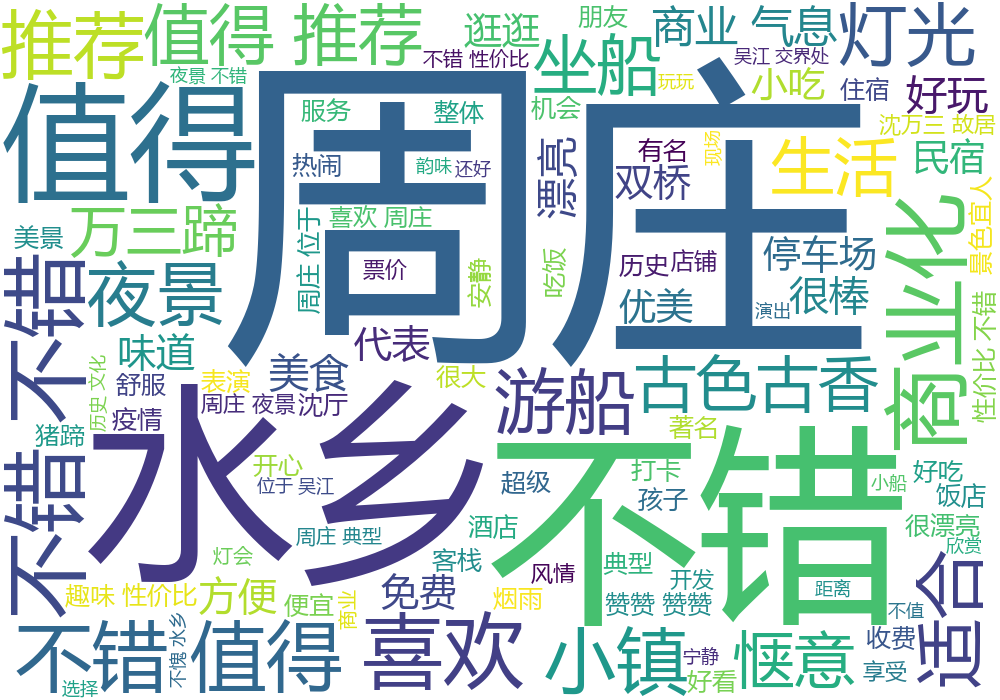 推荐
值得 推荐
逛逛
朋友
商业 气息
灯光
不错 性价比
吴江 交界处
夜景 不错
坐船
玩玩
小吃
住宿
好玩
值得
周庄
服务
整体
机会
沈万三 故居
热闹
韵味
还好
漂亮
有名
现场
双桥
生活
民宿
万三蹄
喜欢 周庄
美景
周庄 位于
票价
安静
吃饭
历史
店铺
停车场
商业化
景色宜人
夜景
优美
很棒
演出
不错 不错
味道
代表
性价比 不错
历史 文化
舒服
表演
美食
很大
游船
古色古香
周庄 夜景
沈厅
疫情
著名
猪蹄
水乡
不错
开心
位于 吴江
超级
打卡
孩子
好吃
小船
饭店
周庄 典型
酒店
很漂亮
欣赏
灯会
客栈
风情
典型
开发
距离
适合
趣味 性价比
方便
便宜
商业
免费
烟雨
赞赞 赞赞
不值
不错
不愧 水乡
值得
喜欢
小镇
宁静
惬意
收费
选择
好看
享受